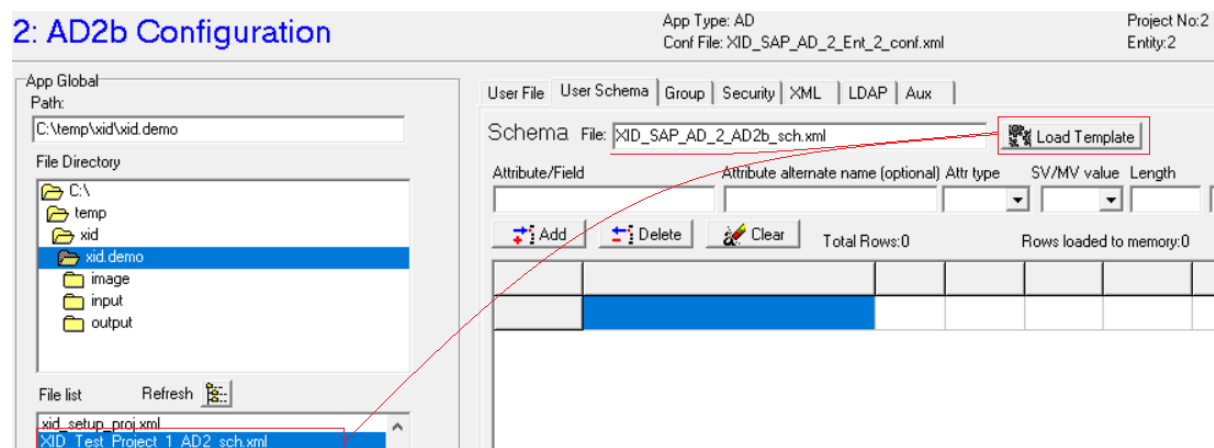 2: AD2b Configuration
App Type: AD
Conf File: XID_SAP_AD_2_Ent_2_conf.xml
Project No:2
Entity:2
App Global
Path:
C:\temp\xid\xid.demo
File Directory
C:\
temp
xid
xid.demo
image
input
output
File list Refresh
xid_setup_proj.xml
XID_Test_Project_1_AD2_sch.xml
User File User Schema Group Security XML LDAP Aux
Schema File: XID_SAP_AD_2_AD2b_sch.xml Load Template
Attribute/Field Attribute alternate name (optional) Attr type SV/MV value Length
Add Delete Clear Total Rows:0 Rows loaded to memory:0